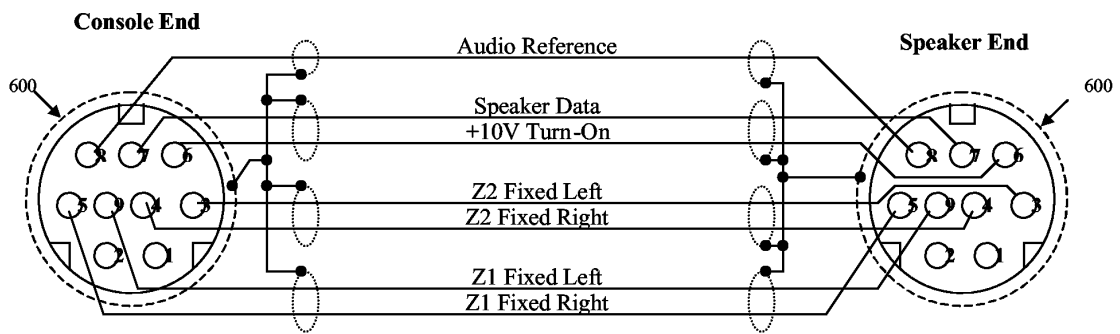 Console End
Audio Reference
Speaker End
600
600
Speaker Data
+10V Turn-On
8 7 6
8 7 6
Z2 Fixed Left
5 9 4 3
5 9 4 3
Z2 Fixed Right
2 1
2 1
Z1 Fixed Left
Z1 Fixed Right